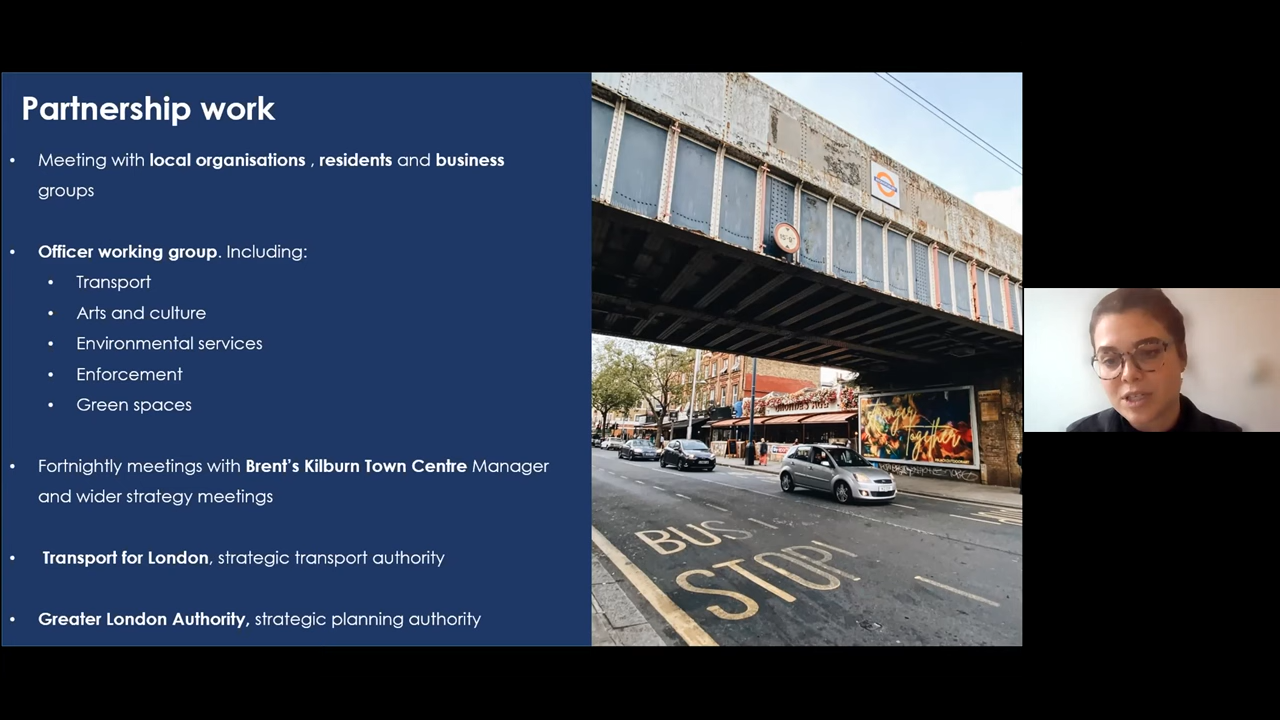 Partnership work
• Meeting with local organisations , residents and business
groups
• Officer working group. Including:
• Transport
• Arts and culture
• Environmental services
• Enforcement
• Green spaces
• Fortnightly meetings with Brent's Kilburn Town Centre Manager
and wider strategy meetings
• Transport for London, strategic transport authority
• Greater London Authority, strategic planning authority
together
BUS
STOP